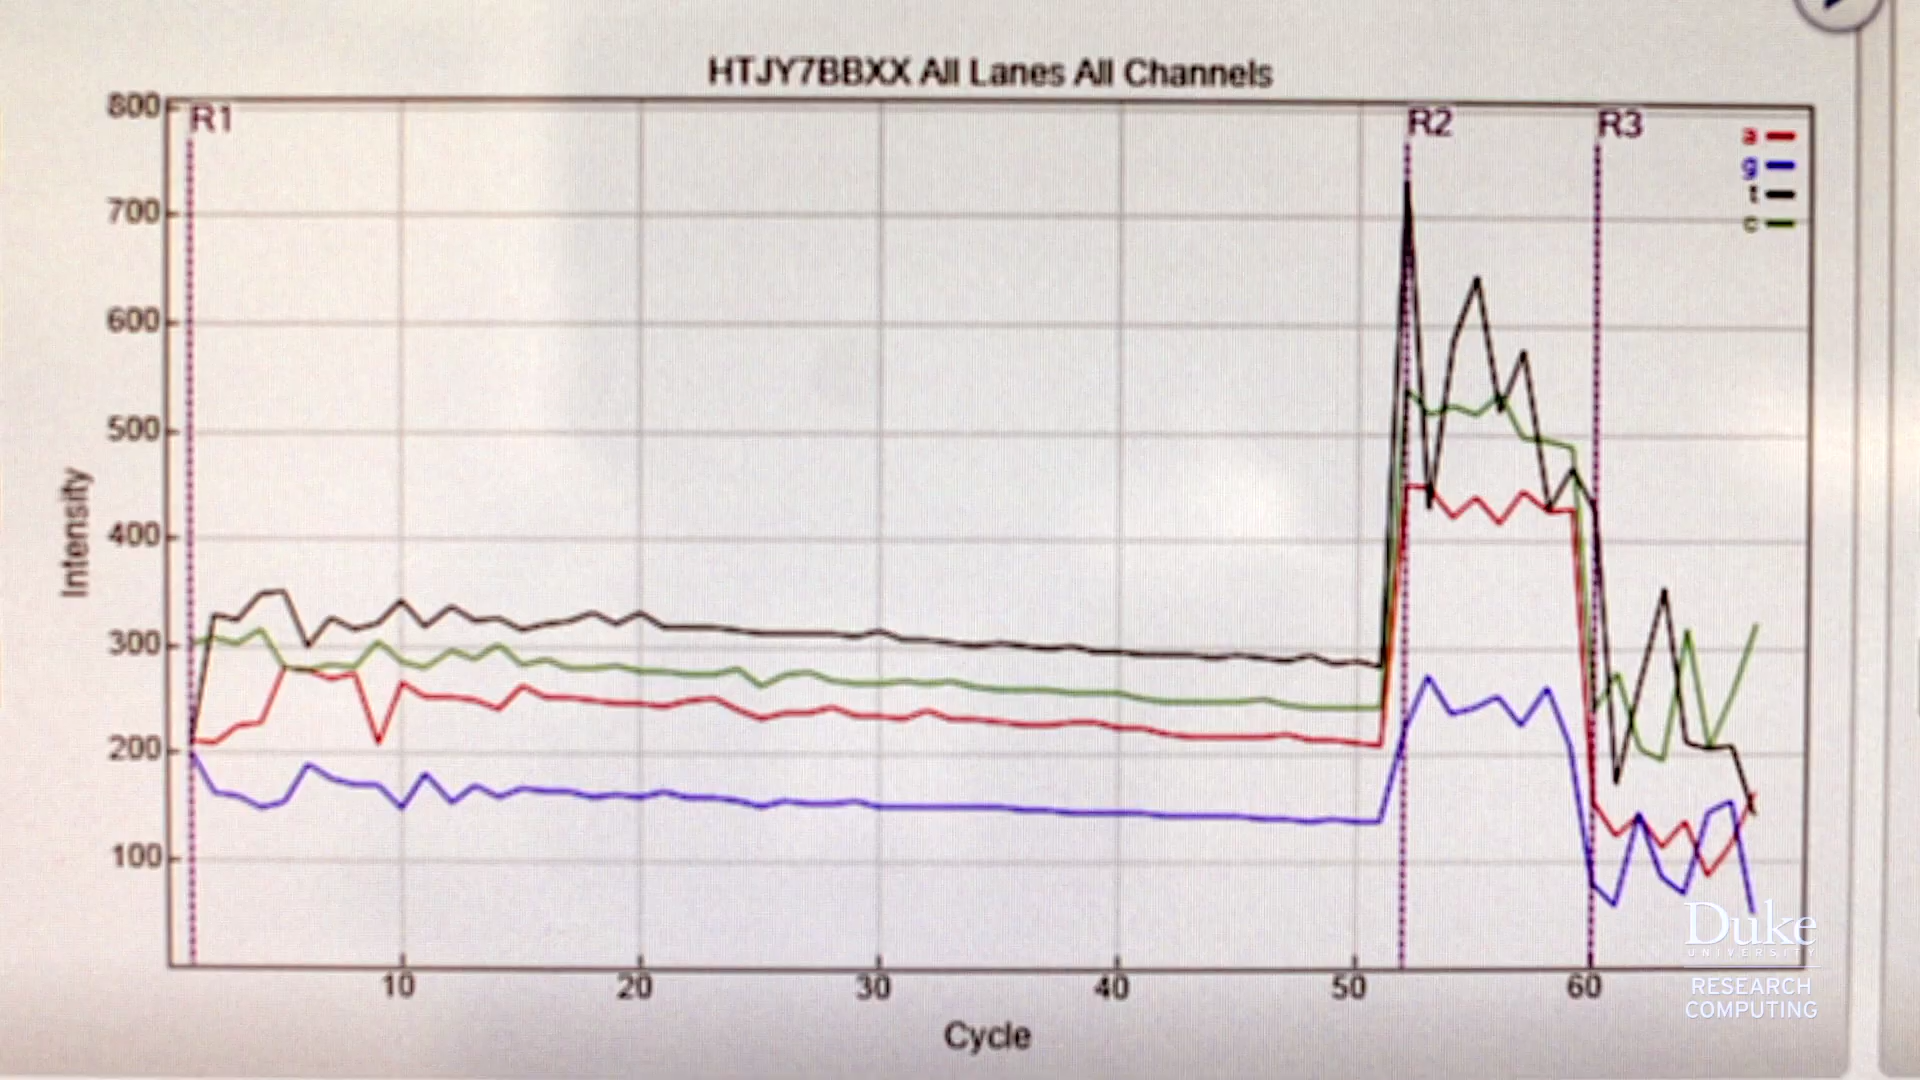 HTJY7BBXX All Lanes All Channels
800
700
600
500
400
300
200
100
R1
R2
R3
a
g
t
c
Intensity
10
20
30
40
50
60
Cycle
Duke
UNIVERSITY
RESEARCH
COMPUTING